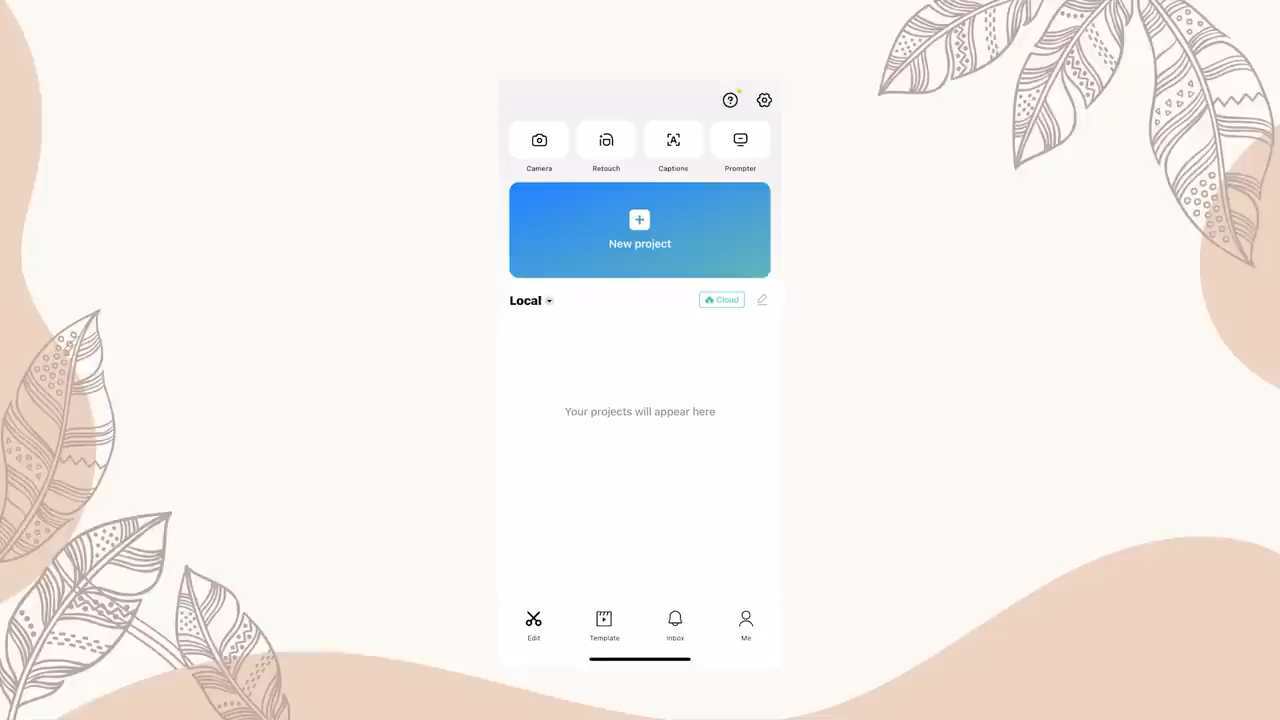 Camera Retouch Captions Prompter
New project
Local Cloud
Your projects will appear here
Edit Template Inbox Me